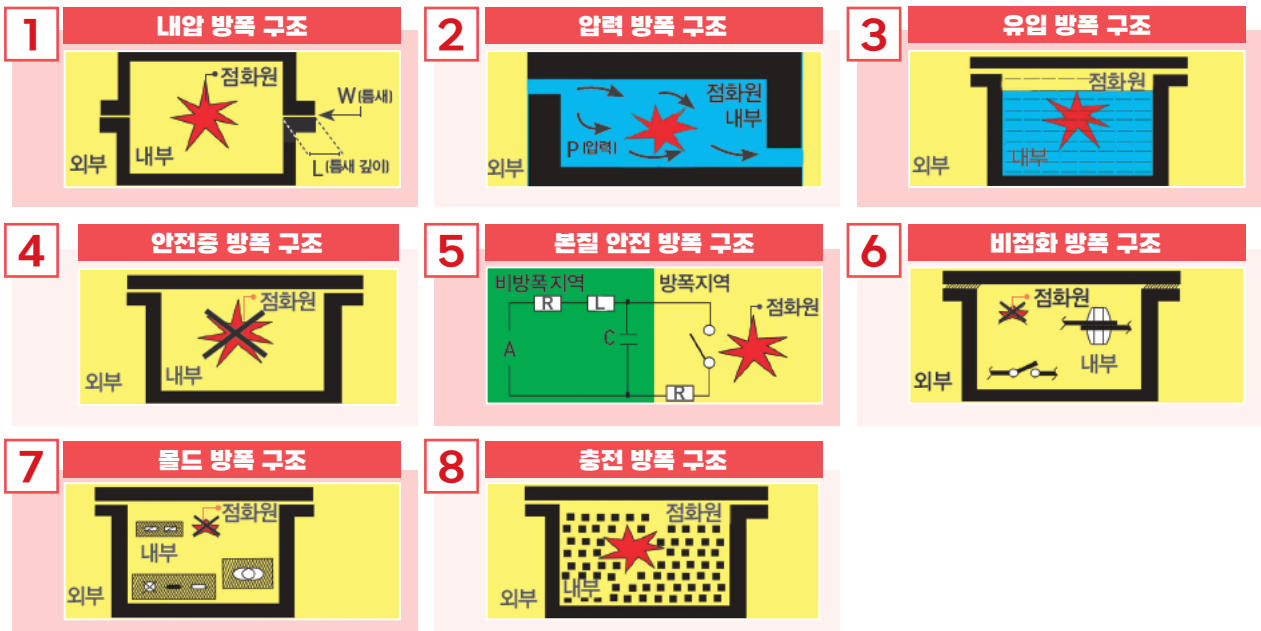 1
내압 방폭 구조
점화원
W(틈새)
외부
내부
L(틈새 깊이)
2
압력 방폭 구조
점화원
내부
P(압력)
외부
3
유입 방폭 구조
점화원
내부
외부
4
안전증 방폭 구조
점화원
내부
외부
5
본질 안전 방폭 구조
비방폭지역
방폭지역
R
L
점화원
C
A
R
6
비점화 방폭 구조
점화원
내부
외부
7
몰드 방폭 구조
점화원
내부
외부
8
충전 방폭 구조
점화원
내부
외부